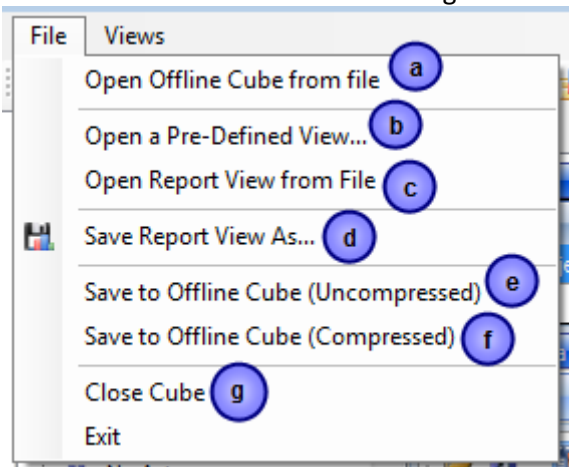 File Views
Open Offline Cube from file a
Open a Pre-Defined View... b
Open Report View from File c
Save Report View As... d
Save to Offline Cube (Uncompressed) e
Save to Offline Cube (Compressed) f
Close Cube g
Exit